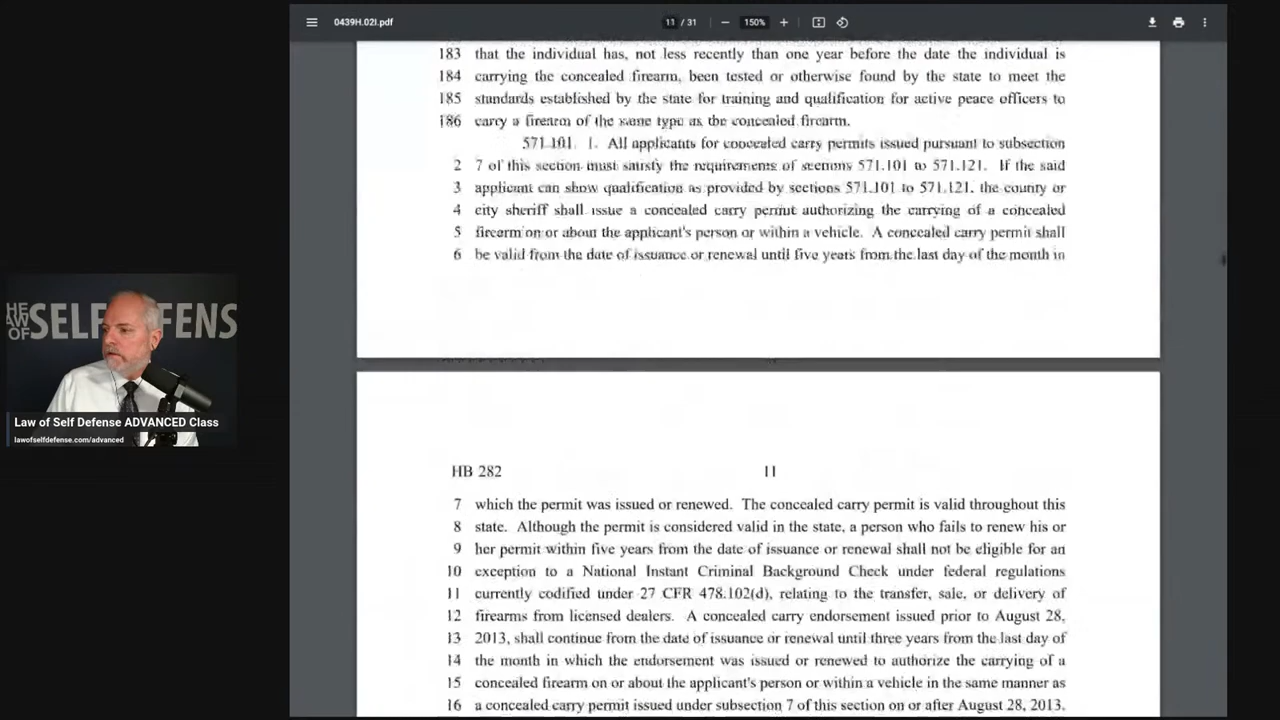 0439H.02I.pdf
11 / 31
150%
183 that the individual has, not less recently than one year before the date the individual is
184 carrying the concealed firearm, been tested or otherwise found by the state to meet the
185 standards established by the state for training and qualification for active peace officers to
186 carry a firearm of the same type as the concealed firearm.
571.101. 1. All applicants for concealed carry permits issued pursuant to subsection
2 7 of this section must satisfy the requirements of sections 571.101 to 571.121. If the said
3 applicant can show qualification as provided by sections 571.101 to 571.121, the county or
4 city sheriff shall issue a concealed carry permit authorizing the carrying of a concealed
5 firearm on or about the applicant's person or within a vehicle. A concealed carry permit shall
6 be valid from the date of issuance or renewal until five years from the last day of the month in
HB 282 11
7 which the permit was issued or renewed. The concealed carry permit is valid throughout this
8 state. Although the permit is considered valid in the state, a person who fails to renew his or
9 her permit within five years from the date of issuance or renewal shall not be eligible for an
10 exception to a National Instant Criminal Background Check under federal regulations
11 currently codified under 27 CFR 478.102(d), relating to the transfer, sale, or delivery of
12 firearms from licensed dealers. A concealed carry endorsement issued prior to August 28,
13 2013, shall continue from the date of issuance or renewal until three years from the last day of
14 the month in which the endorsement was issued or renewed to authorize the carrying of a
15 concealed firearm on or about the applicant's person or within a vehicle in the same manner as
16 a concealed carry permit issued under subsection 7 of this section on or after August 28, 2013.
THE LAW OF SELF DEFENS
Law of Self Defense ADVANCED Class
lawofselfdefense.com/advanced